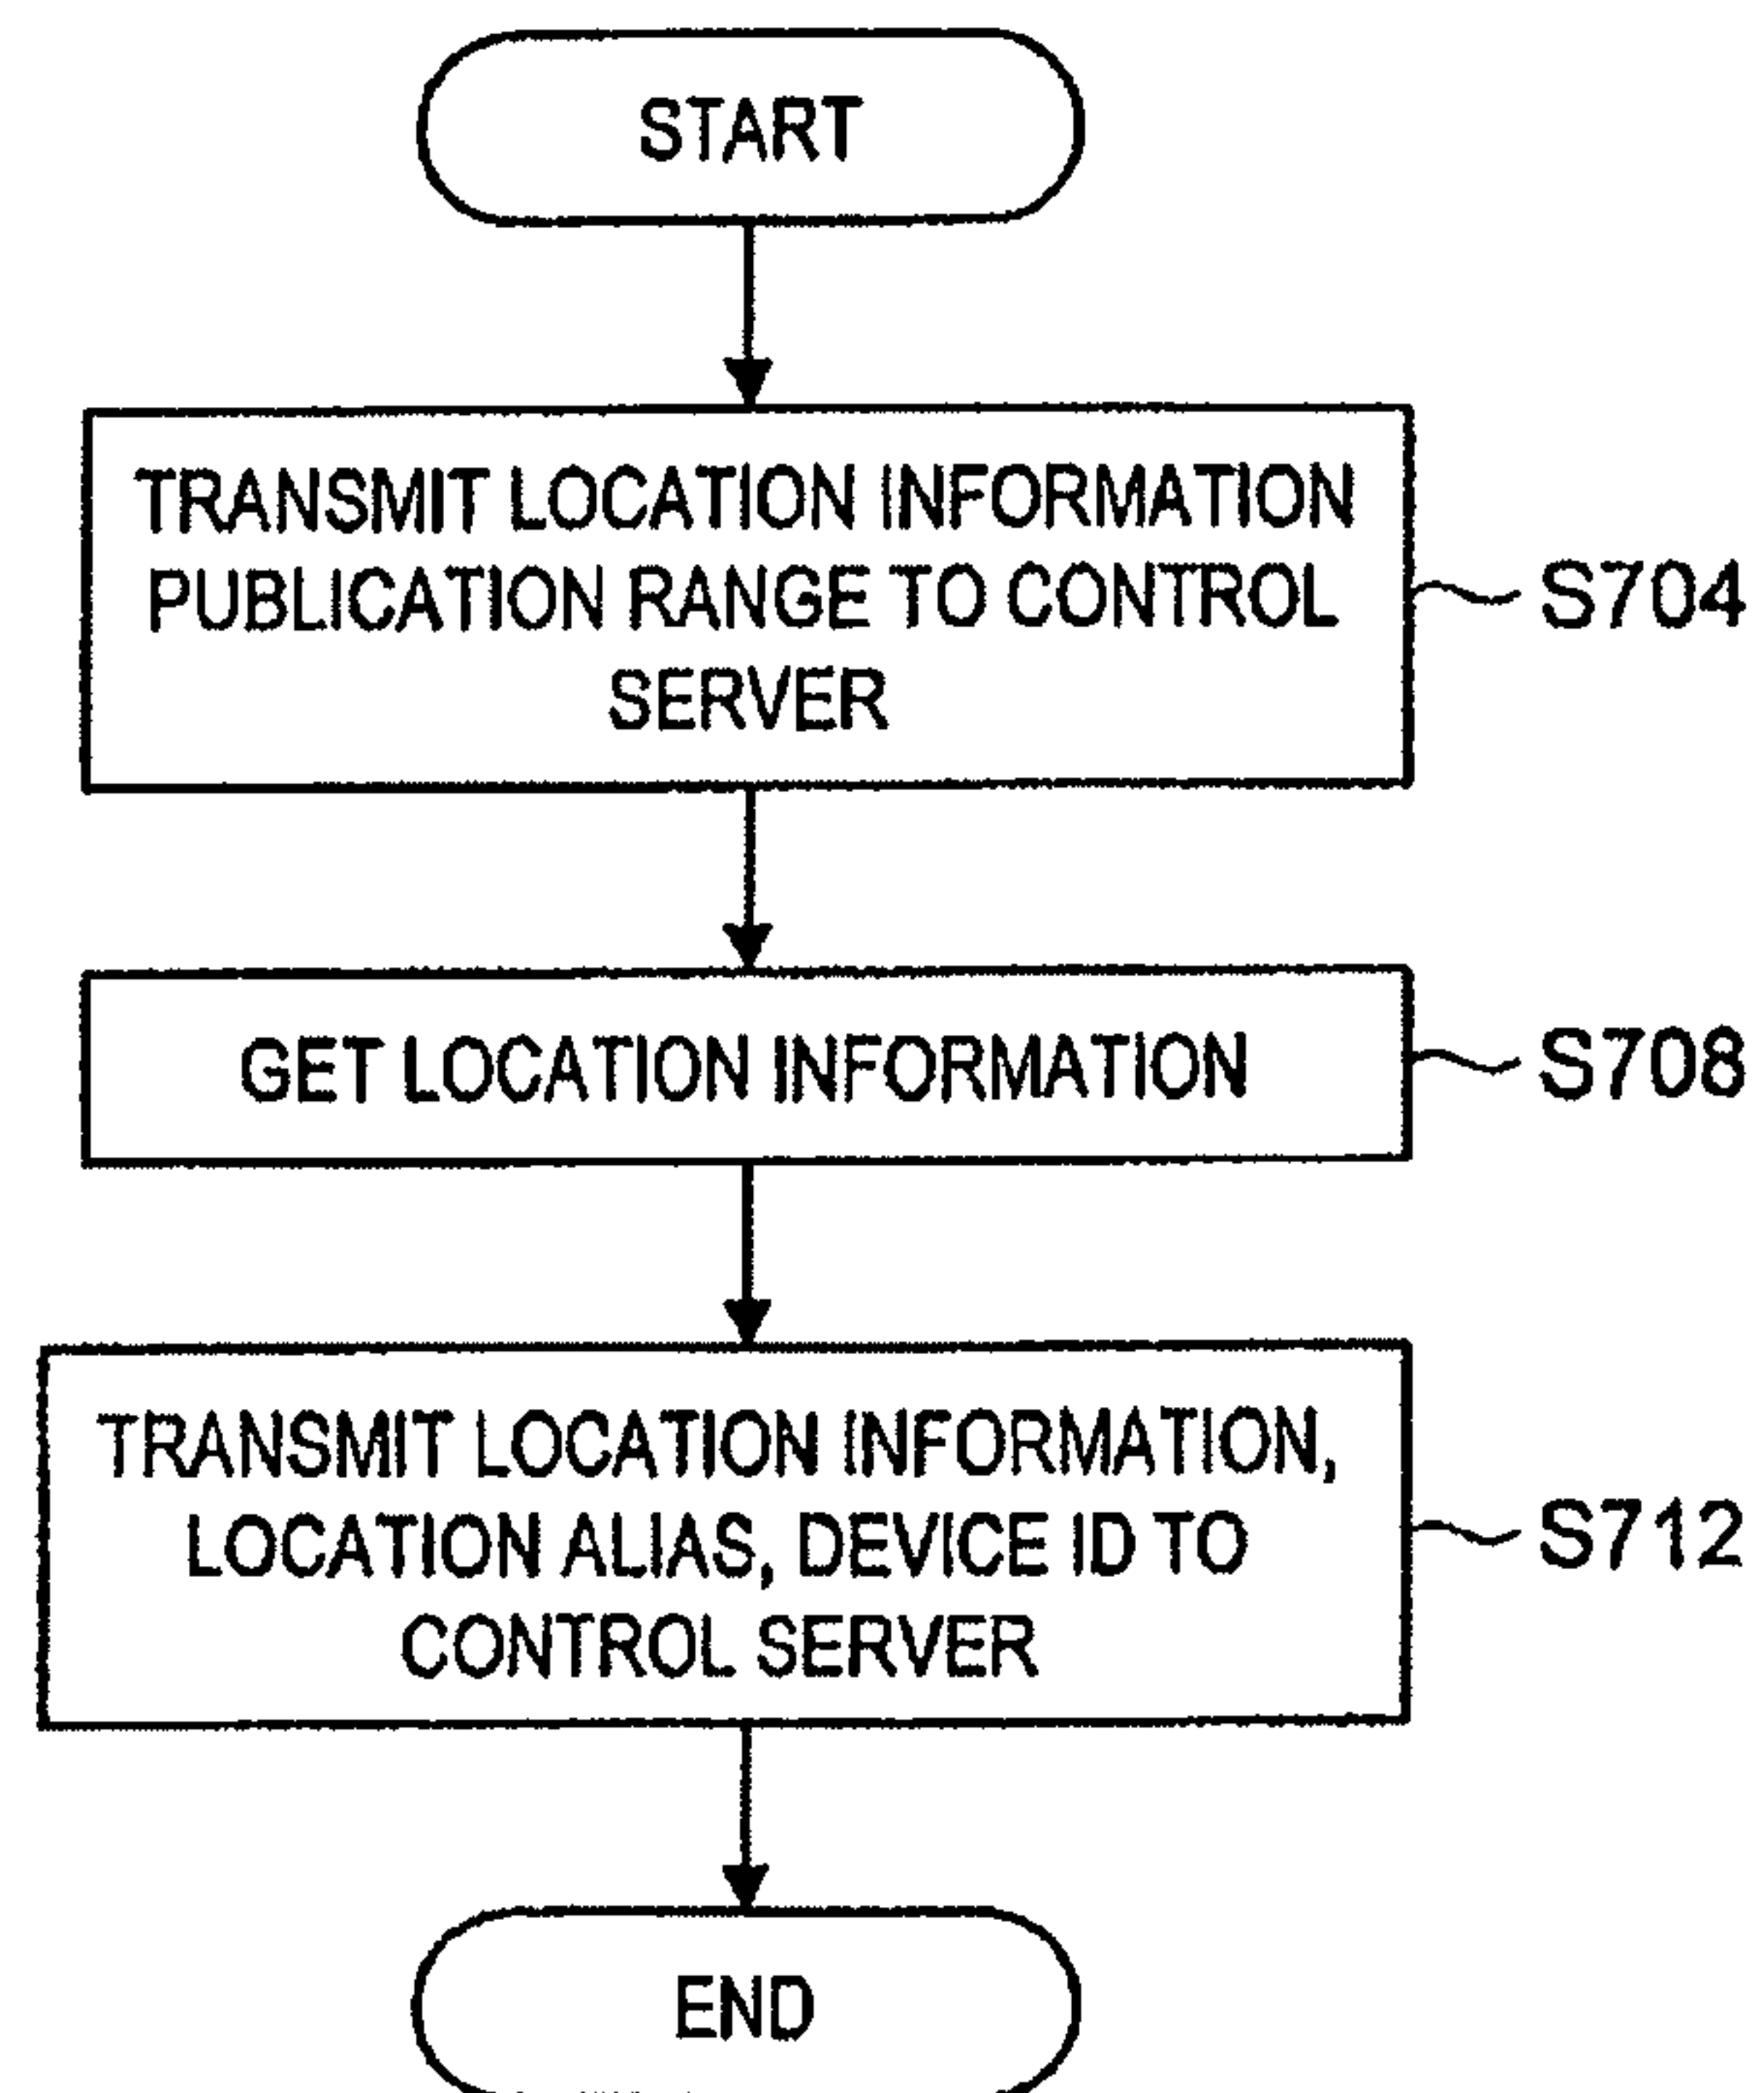 START
TRANSMIT LOCATION INFORMATION
PUBLICATION RANGE TO CONTROL
SERVER
S704
GET LOCATION INFORMATION
S708
TRANSMIT LOCATION INFORMATION,
LOCATION ALIAS, DEVICE ID TO
CONTROL SERVER
S712
END